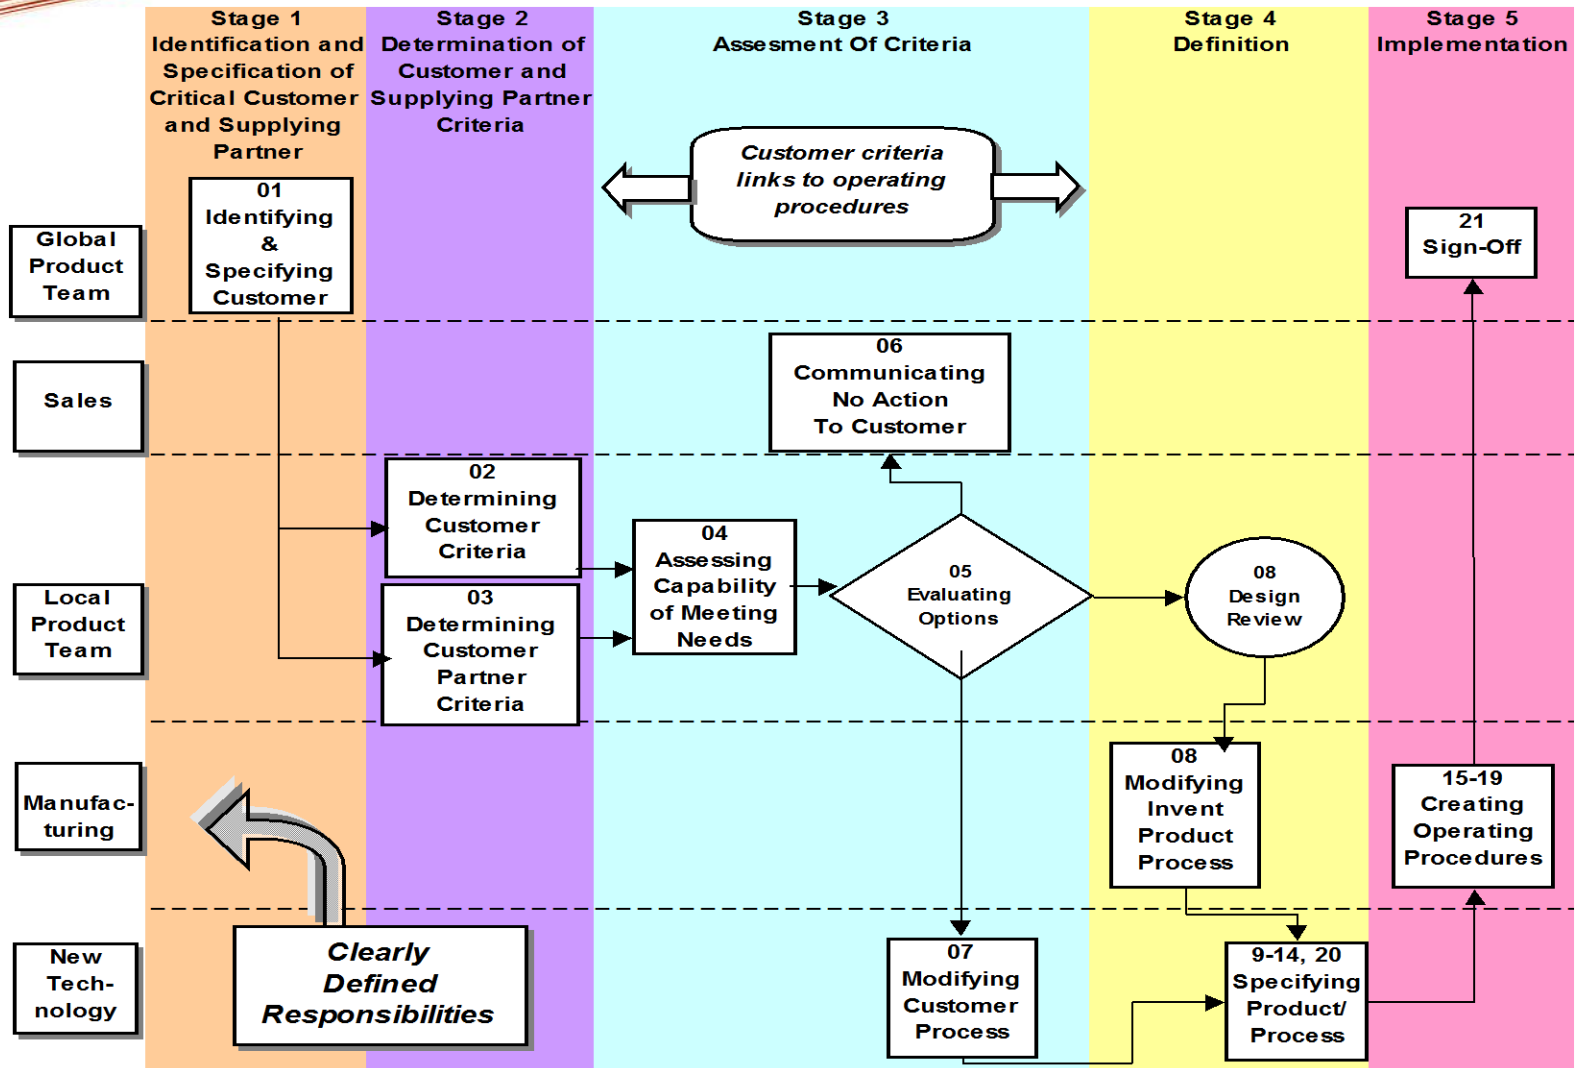 Stage 1
Identification and
Specification of
Critical Customer
and Supplying
Partner
Stage 2
Determination of
Customer and
Supplying Partner
Criteria
Stage 3
Assesment Of Criteria
Stage 4
Definition
Stage 5
Implementation
Customer criteria
links to operating
procedures
Global
Product
Team
01
Identifying
&
Specifying
Customer
21
Sign-Off
Sales
06
Communicating
No Action
To Customer
Local
Product
Team
02
Determining
Customer
Criteria
03
Determining
Customer
Partner
Criteria
04
Assessing
Capability
of Meeting
Needs
05
Evaluating
Options
08
Design
Review
Manufac-
turing
08
Modifying
Invent
Product
Process
15-19
Creating
Operating
Procedures
New
Tech-
nology
Clearly
Defined
Responsibilities
07
Modifying
Customer
Process
9-14, 20
Specifying
Product/
Process